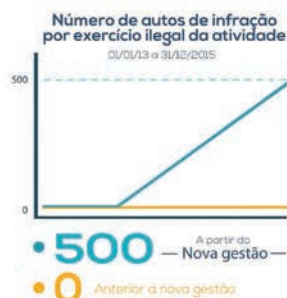 Número de autos de infração
por exercício ilegal da atividade
01/01/13 a 31/12/2015
500
0
• 500 A partir da
— Nova gestão —
• 0 Anterior a nova gestão